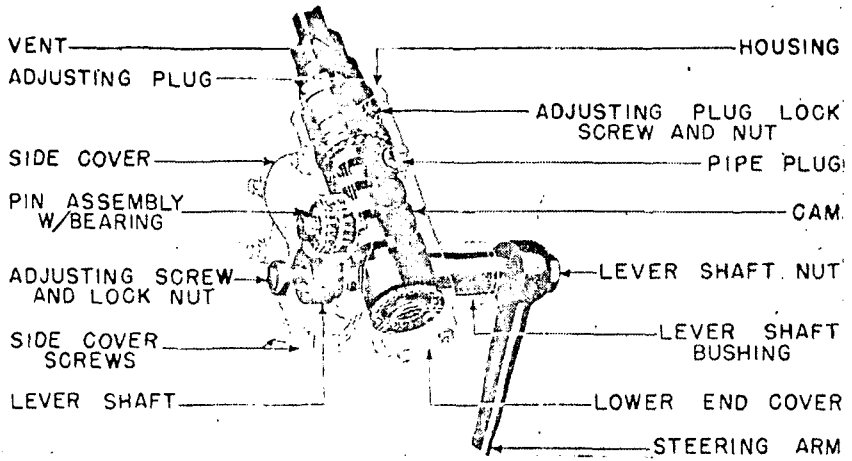 VENT
ADJUSTING PLUG
SIDE COVER
PIN ASSEMBLY
W/BEARING
ADJUSTING SCREW
AND LOCK NUT
SIDE COVER
SCREWS
LEVER SHAFT
HOUSING
ADJUSTING PLUG LOCK
SCREW AND NUT
PIPE PLUG
CAM
LEVER SHAFT NUT
LEVER SHAFT
BUSHING
LOWER END COVER
STEERING ARM